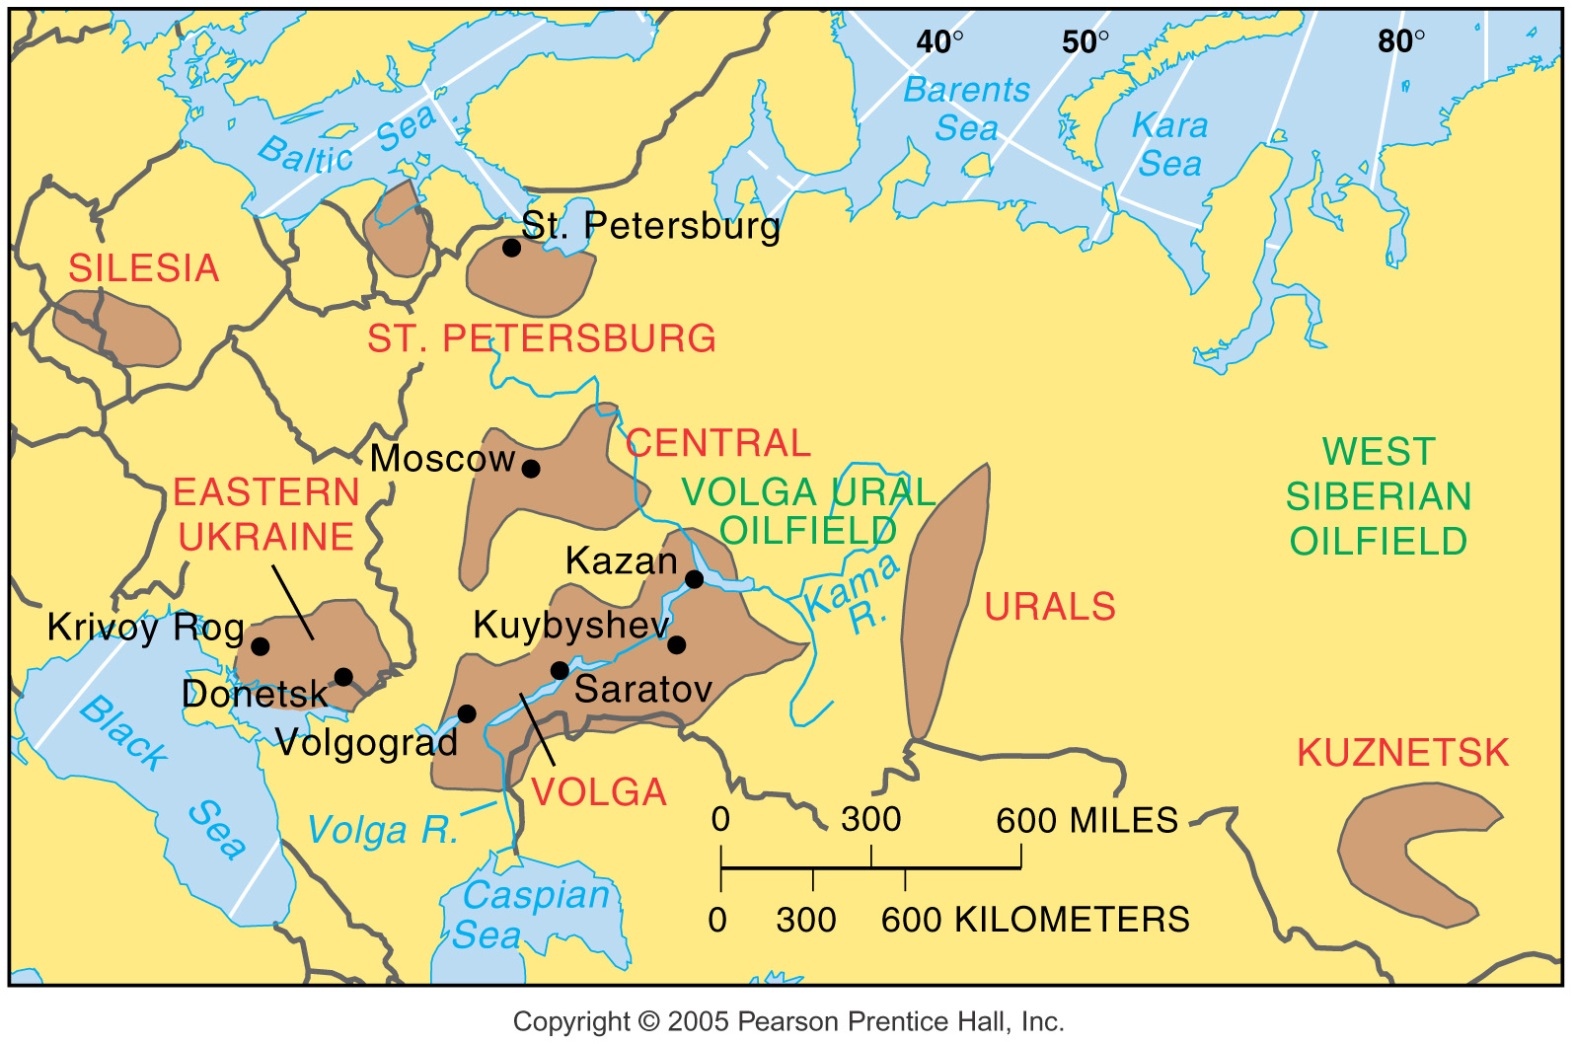 40° 50° 80°
Barents
Sea
Kara
Sea
Baltic Sea
St. Petersburg
SILESIA
ST. PETERSBURG
CENTRAL
Moscow
WEST
SIBERIAN
OILFIELD
EASTERN
UKRAINE
VOLGA URAL
OILFIELD
Kazan
Kama
R.
URALS
Krivoy Rog
Kuybyshev
Donetsk
Saratov
Black
Sea
Volgograd
KUZNETSK
VOLGA
Volga R.
0 300 600 MILES
0 300 600 KILOMETERS
Caspian
Sea
Copyright © 2005 Pearson Prentice Hall, Inc.